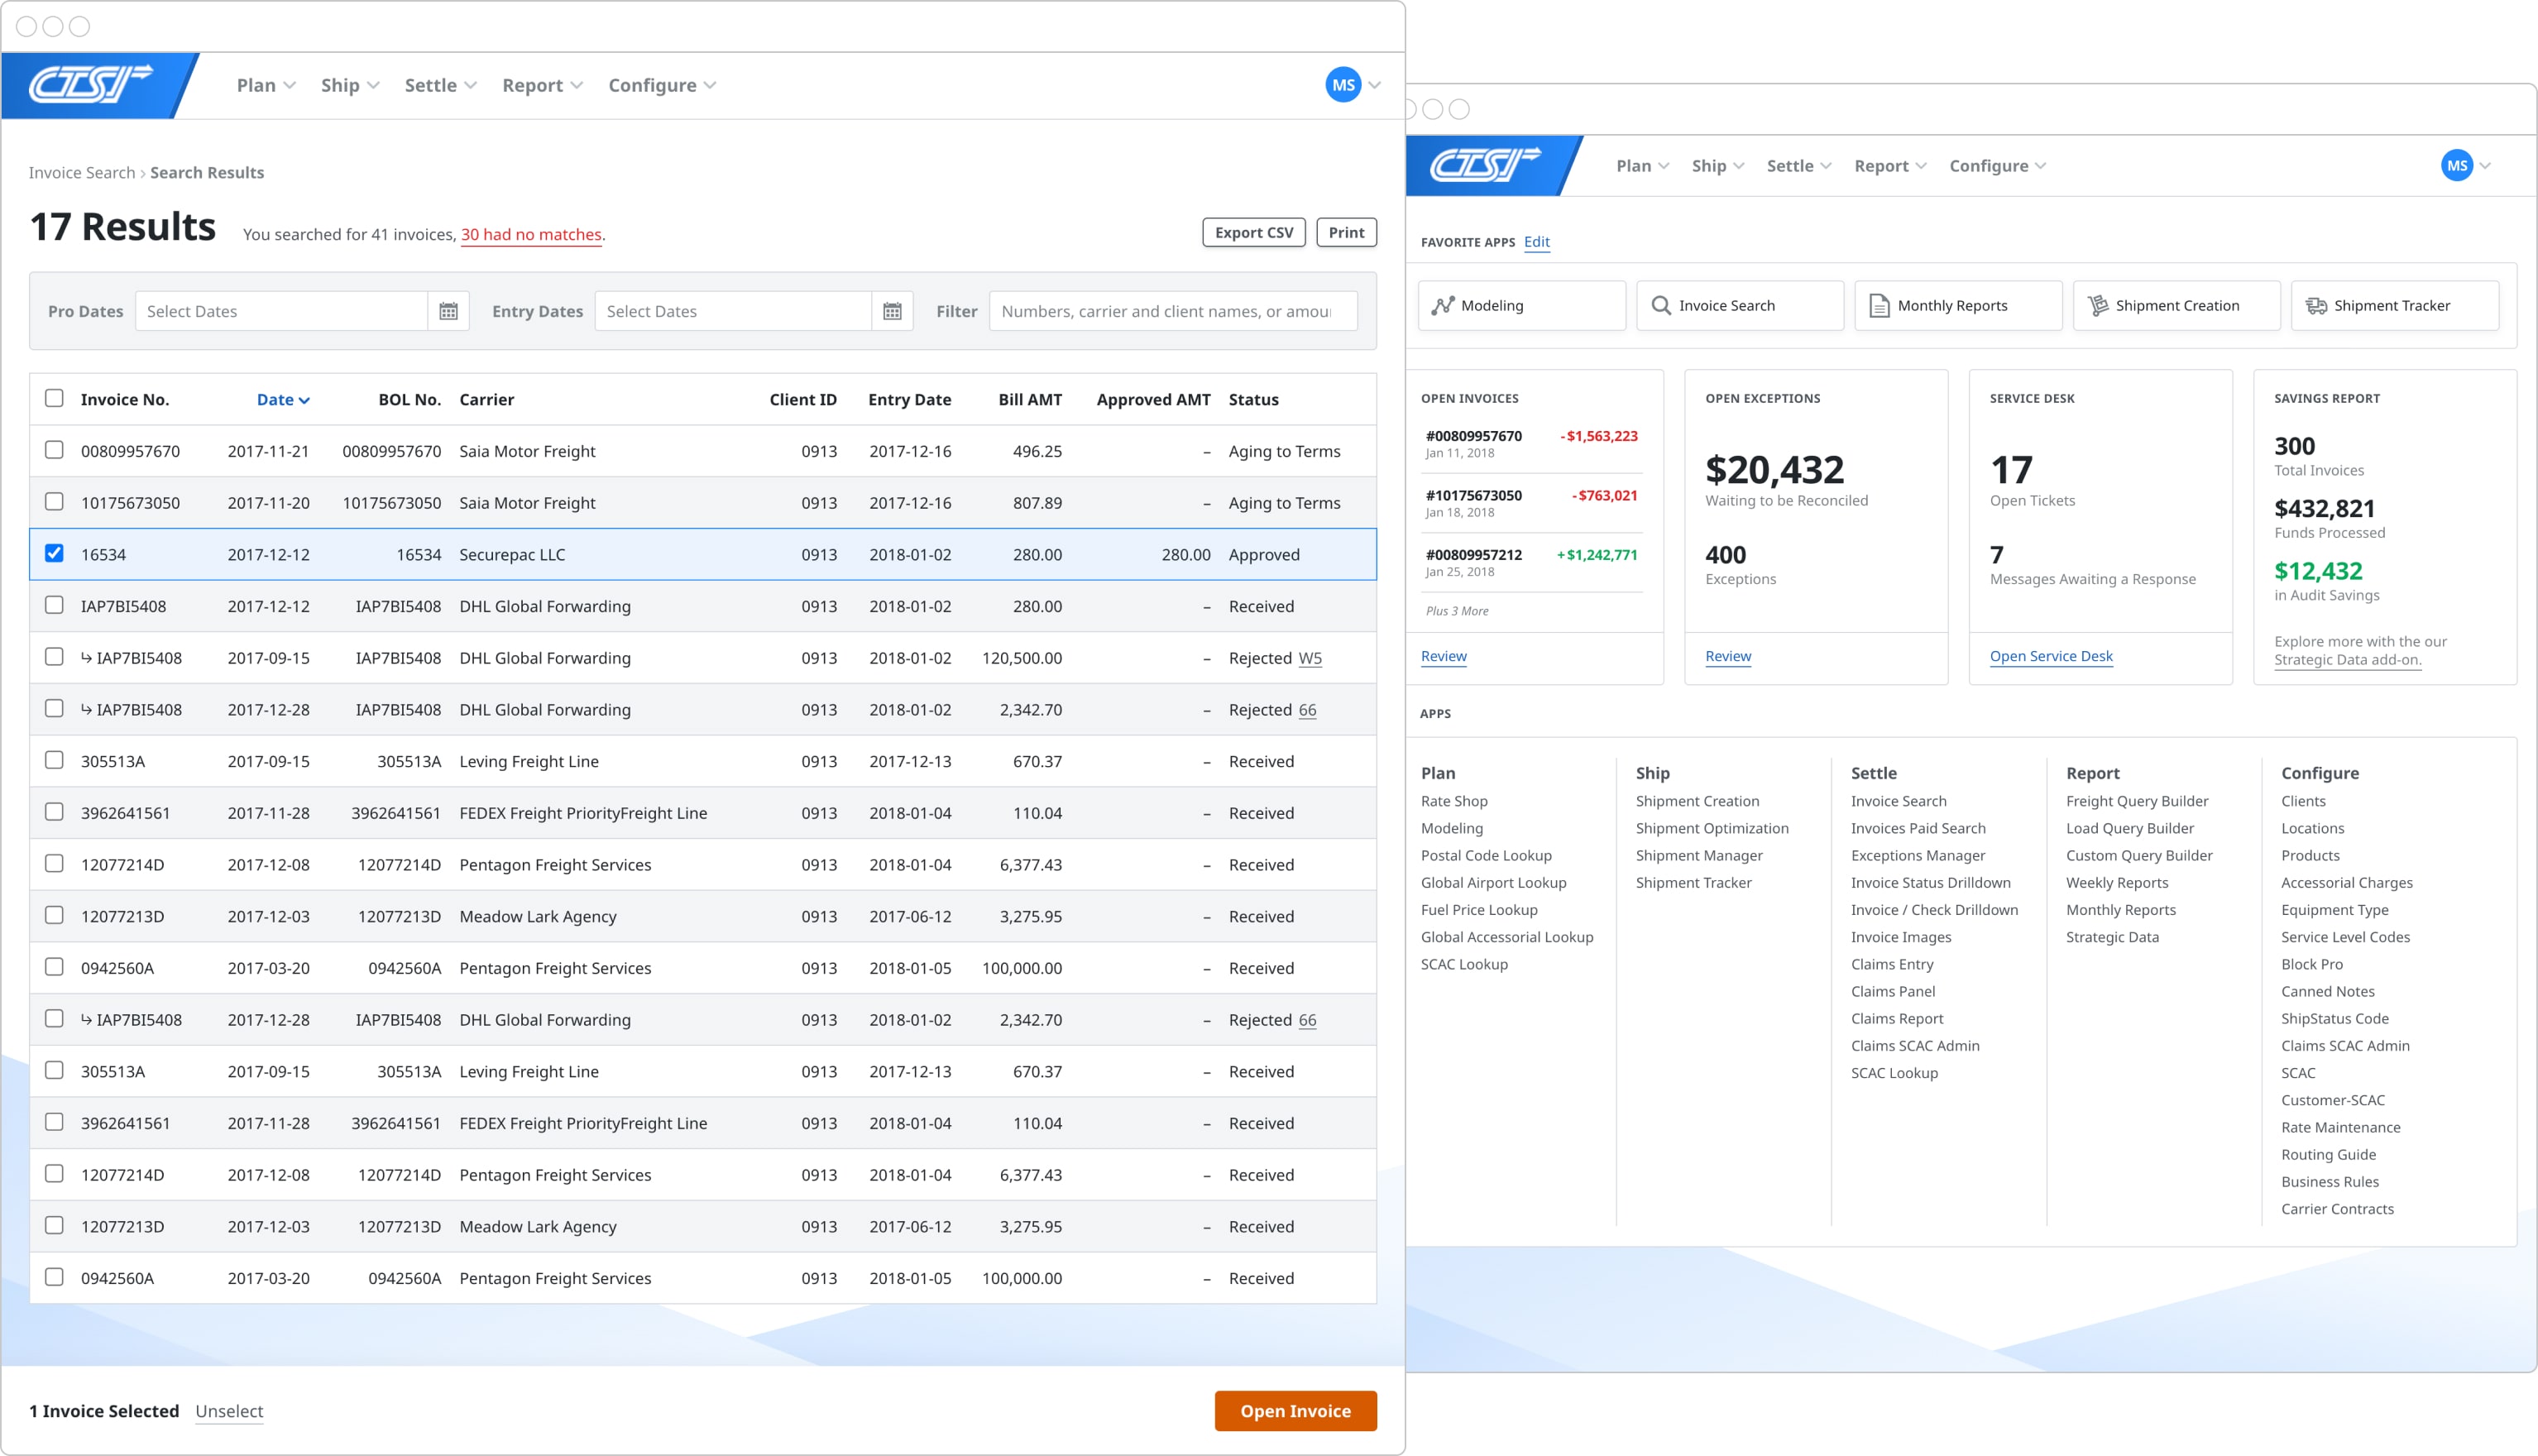 CTSI
Plan Ship Settle Report Configure MS
Invoice Search › Search Results
17 Results You searched for 41 invoices, 30 had no matches. Export CSV Print
Pro Dates Select Dates Entry Dates Select Dates Filter Numbers, carrier and client names, or amou
Invoice No. Date BOL No. Carrier Client ID Entry Date Bill AMT Approved AMT Status
00809957670 2017-11-21 00809957670 Saia Motor Freight 0913 2017-12-16 496.25 – Aging to Terms
10175673050 2017-11-20 10175673050 Saia Motor Freight 0913 2017-12-16 807.89 – Aging to Terms
16534 2017-12-12 16534 Securepac LLC 0913 2018-01-02 280.00 280.00 Approved
IAP7BI5408 2017-12-12 IAP7BI5408 DHL Global Forwarding 0913 2018-01-02 280.00 – Received
↳ IAP7BI5408 2017-09-15 IAP7BI5408 DHL Global Forwarding 0913 2018-01-02 120,500.00 – Rejected W5
↳ IAP7BI5408 2017-12-28 IAP7BI5408 DHL Global Forwarding 0913 2018-01-02 2,342.70 – Rejected 66
305513A 2017-09-15 305513A Leving Freight Line 0913 2017-12-13 670.37 – Received
3962641561 2017-11-28 3962641561 FEDEX Freight PriorityFreight Line 0913 2018-01-04 110.04 – Received
12077214D 2017-12-08 12077214D Pentagon Freight Services 0913 2018-01-04 6,377.43 – Received
12077213D 2017-12-03 12077213D Meadow Lark Agency 0913 2017-06-12 3,275.95 – Received
0942560A 2017-03-20 0942560A Pentagon Freight Services 0913 2018-01-05 100,000.00 – Received
↳ IAP7BI5408 2017-12-28 IAP7BI5408 DHL Global Forwarding 0913 2018-01-02 2,342.70 – Rejected 66
305513A 2017-09-15 305513A Leving Freight Line 0913 2017-12-13 670.37 – Received
3962641561 2017-11-28 3962641561 FEDEX Freight PriorityFreight Line 0913 2018-01-04 110.04 – Received
12077214D 2017-12-08 12077214D Pentagon Freight Services 0913 2018-01-04 6,377.43 – Received
12077213D 2017-12-03 12077213D Meadow Lark Agency 0913 2017-06-12 3,275.95 – Received
0942560A 2017-03-20 0942560A Pentagon Freight Services 0913 2018-01-05 100,000.00 – Received
1 Invoice Selected Unselect Open Invoice
CTSI
Plan Ship Settle Report Configure MS
FAVORITE APPS Edit
Modeling Invoice Search Monthly Reports Shipment Creation Shipment Tracker
OPEN INVOICES
#00809957670 -$1,563,223
Jan 11, 2018
#10175673050 -$763,021
Jan 18, 2018
#00809957212 +$1,242,771
Jan 25, 2018
Plus 3 More
Review
OPEN EXCEPTIONS
$20,432
Waiting to be Reconciled
400
Exceptions
Review
SERVICE DESK
17
Open Tickets
7
Messages Awaiting a Response
Open Service Desk
SAVINGS REPORT
300
Total Invoices
$432,821
Funds Processed
$12,432
in Audit Savings
Explore more with the our
Strategic Data add-on.
APPS
Plan
Rate Shop
Modeling
Postal Code Lookup
Global Airport Lookup
Fuel Price Lookup
Global Accessorial Lookup
SCAC Lookup
Ship
Shipment Creation
Shipment Optimization
Shipment Manager
Shipment Tracker
Settle
Invoice Search
Invoices Paid Search
Exceptions Manager
Invoice Status Drilldown
Invoice / Check Drilldown
Invoice Images
Claims Entry
Claims Panel
Claims Report
Claims SCAC Admin
SCAC Lookup
Report
Freight Query Builder
Load Query Builder
Custom Query Builder
Weekly Reports
Monthly Reports
Strategic Data
Configure
Clients
Locations
Products
Accessorial Charges
Equipment Type
Service Level Codes
Block Pro
Canned Notes
ShipStatus Code
Claims SCAC Admin
SCAC
Customer-SCAC
Rate Maintenance
Routing Guide
Business Rules
Carrier Contracts